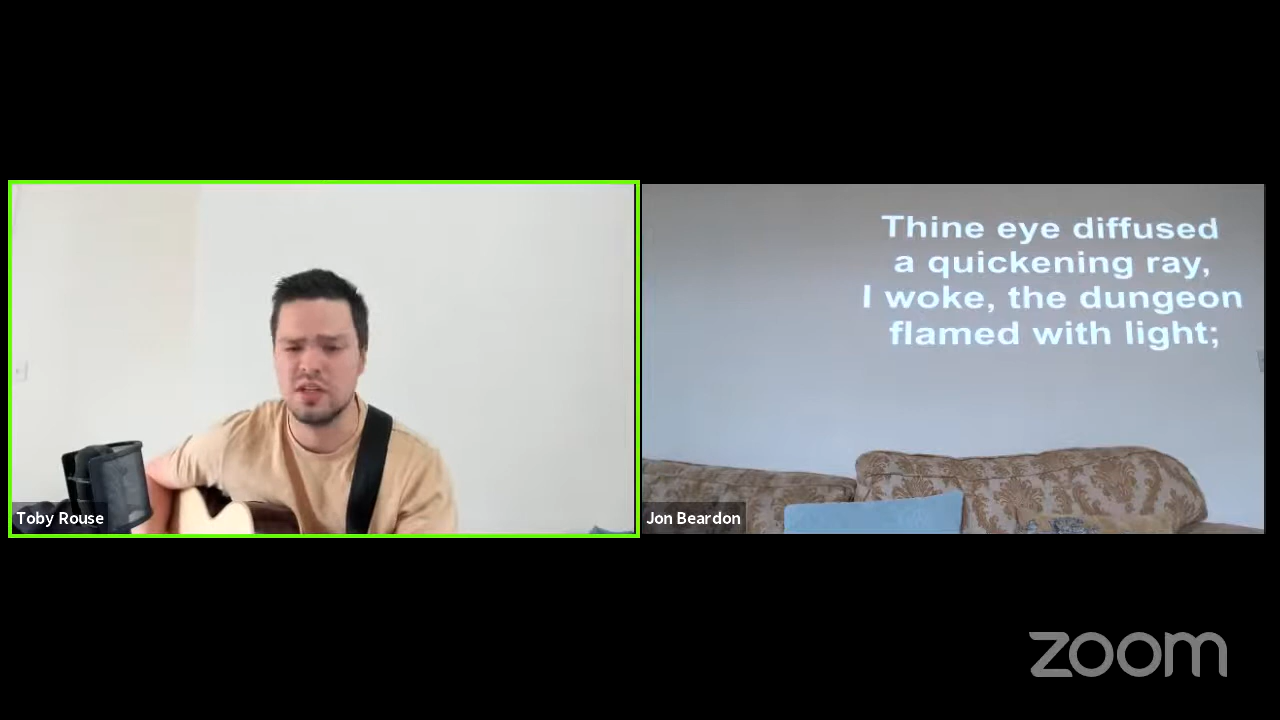 Thine eye diffused
a quickening ray,
I woke, the dungeon
flamed with light;
Toby Rouse
Jon Beardon
zoom